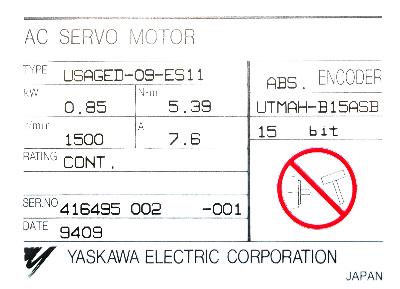 AC SERVO MOTOR
TYPE USAGED-09-ES11
kW 0.85 N·m 5.39
r/min 1500 A 7.6
RATING CONT.
SER.NO 416495 002 -001
DATE 9409
ABS. ENCODER
UTMAH-B15ASB
15 bit
YASKAWA ELECTRIC CORPORATION
JAPAN